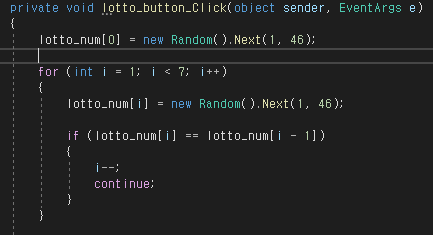 private void lotto_button_Click(object sender, EventArgs e)
{
lotto_num[0] = new Random().Next(1, 46);
for (int i = 1; i < 7; i++)
{
lotto_num[i] = new Random().Next(1, 46);
if (lotto_num[i] == lotto_num[i - 1])
{
i--;
continue;
}
}